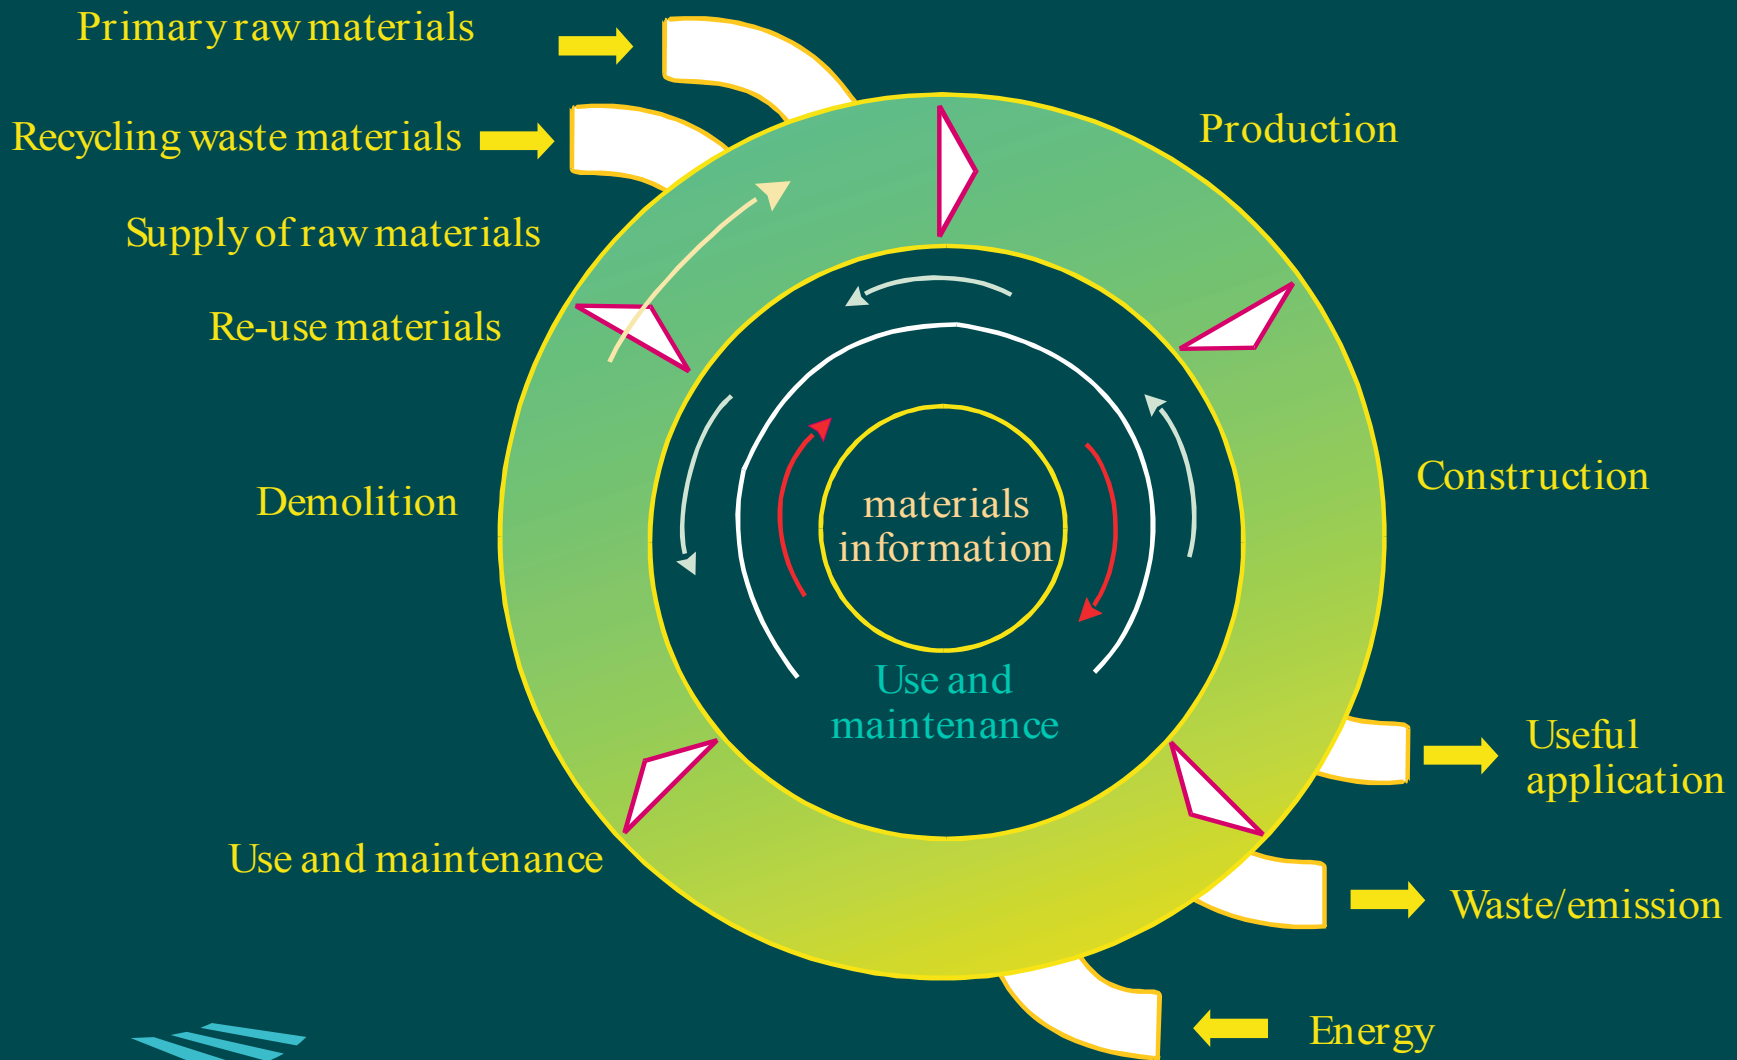 Primary raw materials
Recycling waste materials
Production
Supply of raw materials
Re-use materials
Demolition
Construction
materials
information
Use and
maintenance
Useful
application
Use and maintenance
Waste/emission
Energy